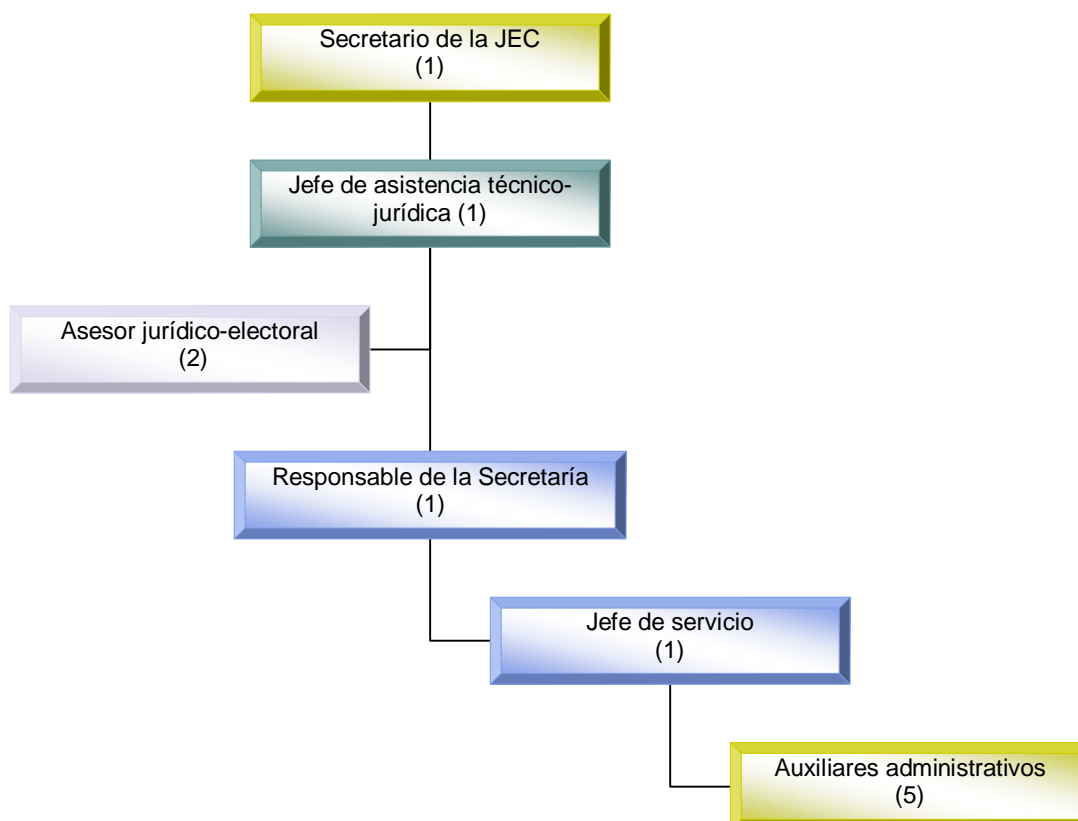 Secretario de la JEC
(1)
Jefe de asistencia técnico-
jurídica (1)
Asesor jurídico-electoral
(2)
Responsable de la Secretaría
(1)
Jefe de servicio
(1)
Auxiliares administrativos
(5)